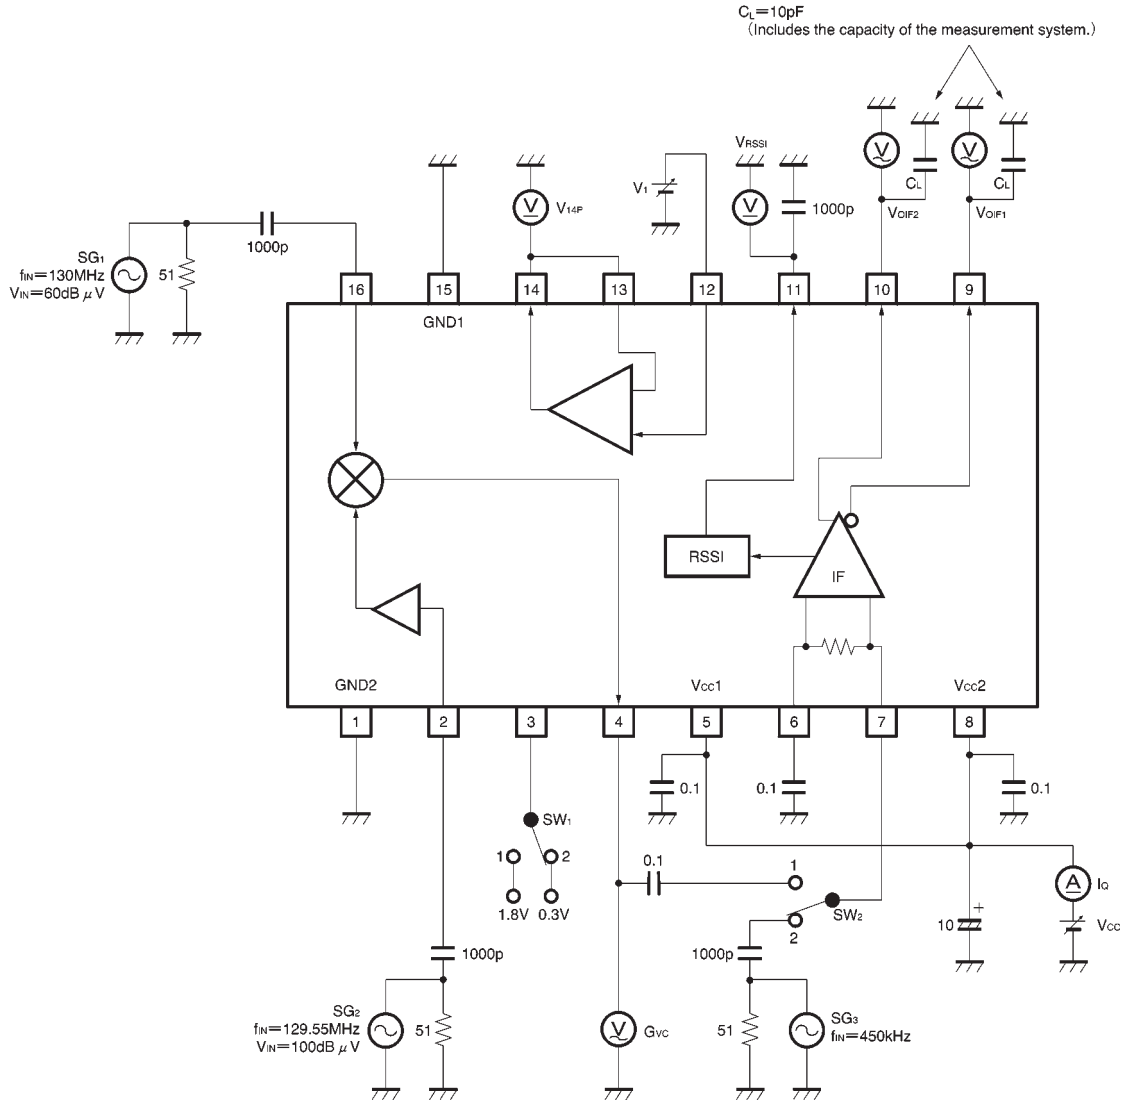 CL＝10pF
（Includes the capacity of the measurement system.）
VRSSI
V
V
CL
CL
VOIF2
VOIF1
V1
V
V14P
V
1000p
1000p
SG1
fIN＝130MHz
VIN＝60dBμV
51
16
15
14
13
12
11
10
9
GND1
RSSI
IF
GND2
VCC1
VCC2
1
2
3
4
5
6
7
8
0.1
0.1
0.1
SW1
1
2
1.8V
0.3V
0.1
1
SW2
2
A
IQ
10
+
VCC
1000p
1000p
SG2
fIN＝129.55MHz
VIN＝100dBμV
51
V
GVC
51
SG3
fIN＝450kHz